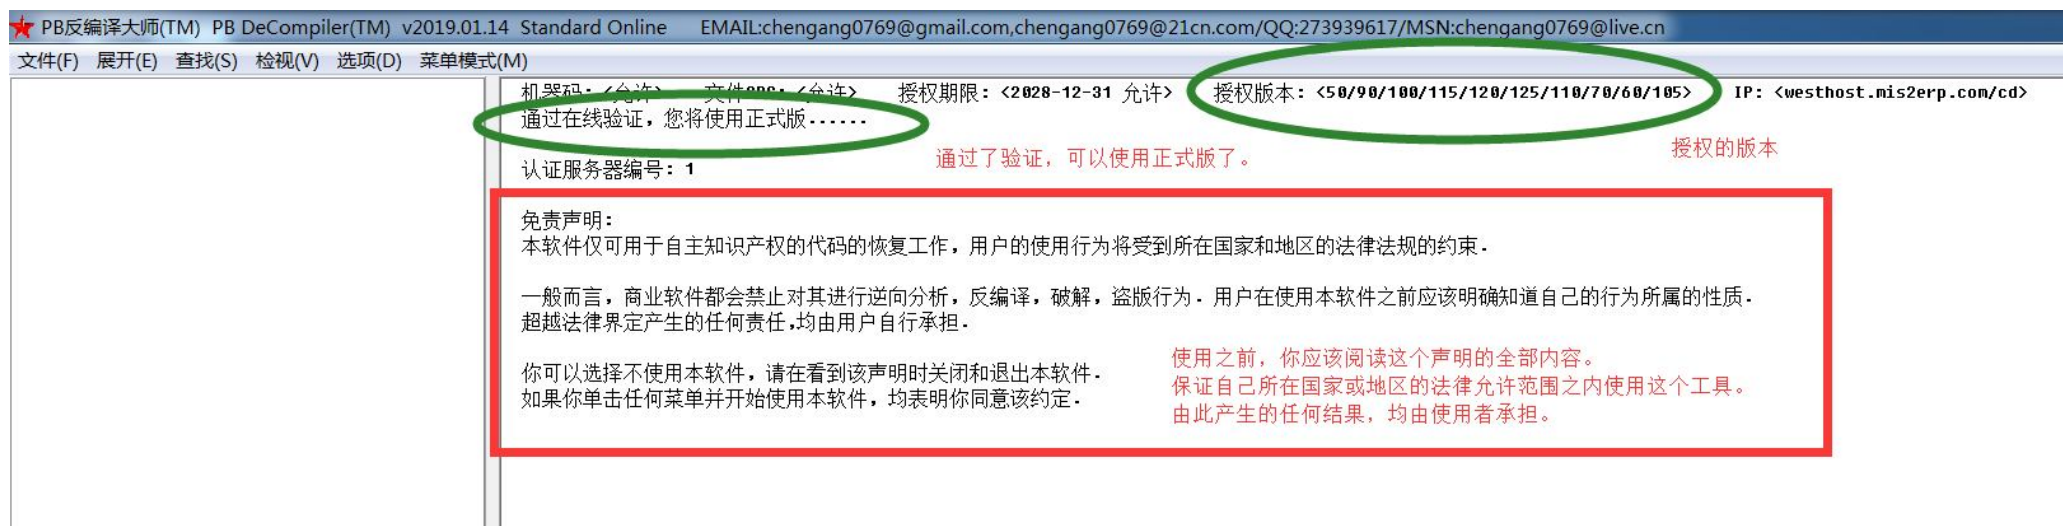 PB反编译大师(TM) PB DeCompiler(TM) v2019.01.14 Standard Online EMAIL:chengang0769@gmail.com,chengang0769@21cn.com/QQ:273939617/MSN:chengang0769@live.cn
文件(F) 展开(E) 查找(S) 检视(V) 选项(D) 菜单模式(M)
机器码: <允许> 文件CRC: <允许> 授权期限: <2028-12-31 允许> 授权版本: <50/90/100/115/120/125/110/70/60/105> IP: <westhost.mis2erp.com/cd>
通过在线验证，您将使用正式版......
通过了验证，可以使用正式版了。
授权的版本
认证服务器编号: 1
免责声明:
本软件仅可用于自主知识产权的代码的恢复工作，用户的使用行为将受到所在国家和地区的法律法规的约束.
一般而言，商业软件都会禁止对其进行逆向分析，反编译，破解，盗版行为. 用户在使用本软件之前应该明确知道自己的行为所属的性质.
超越法律界定产生的任何责任,均由用户自行承担.
你可以选择不使用本软件，请在看到该声明时关闭和退出本软件.
如果你单击任何菜单并开始使用本软件，均表明你同意该约定.
使用之前，你应该阅读这个声明的全部内容。
保证自己所在国家或地区的法律允许范围之内使用这个工具。
由此产生的任何结果，均由使用者承担。